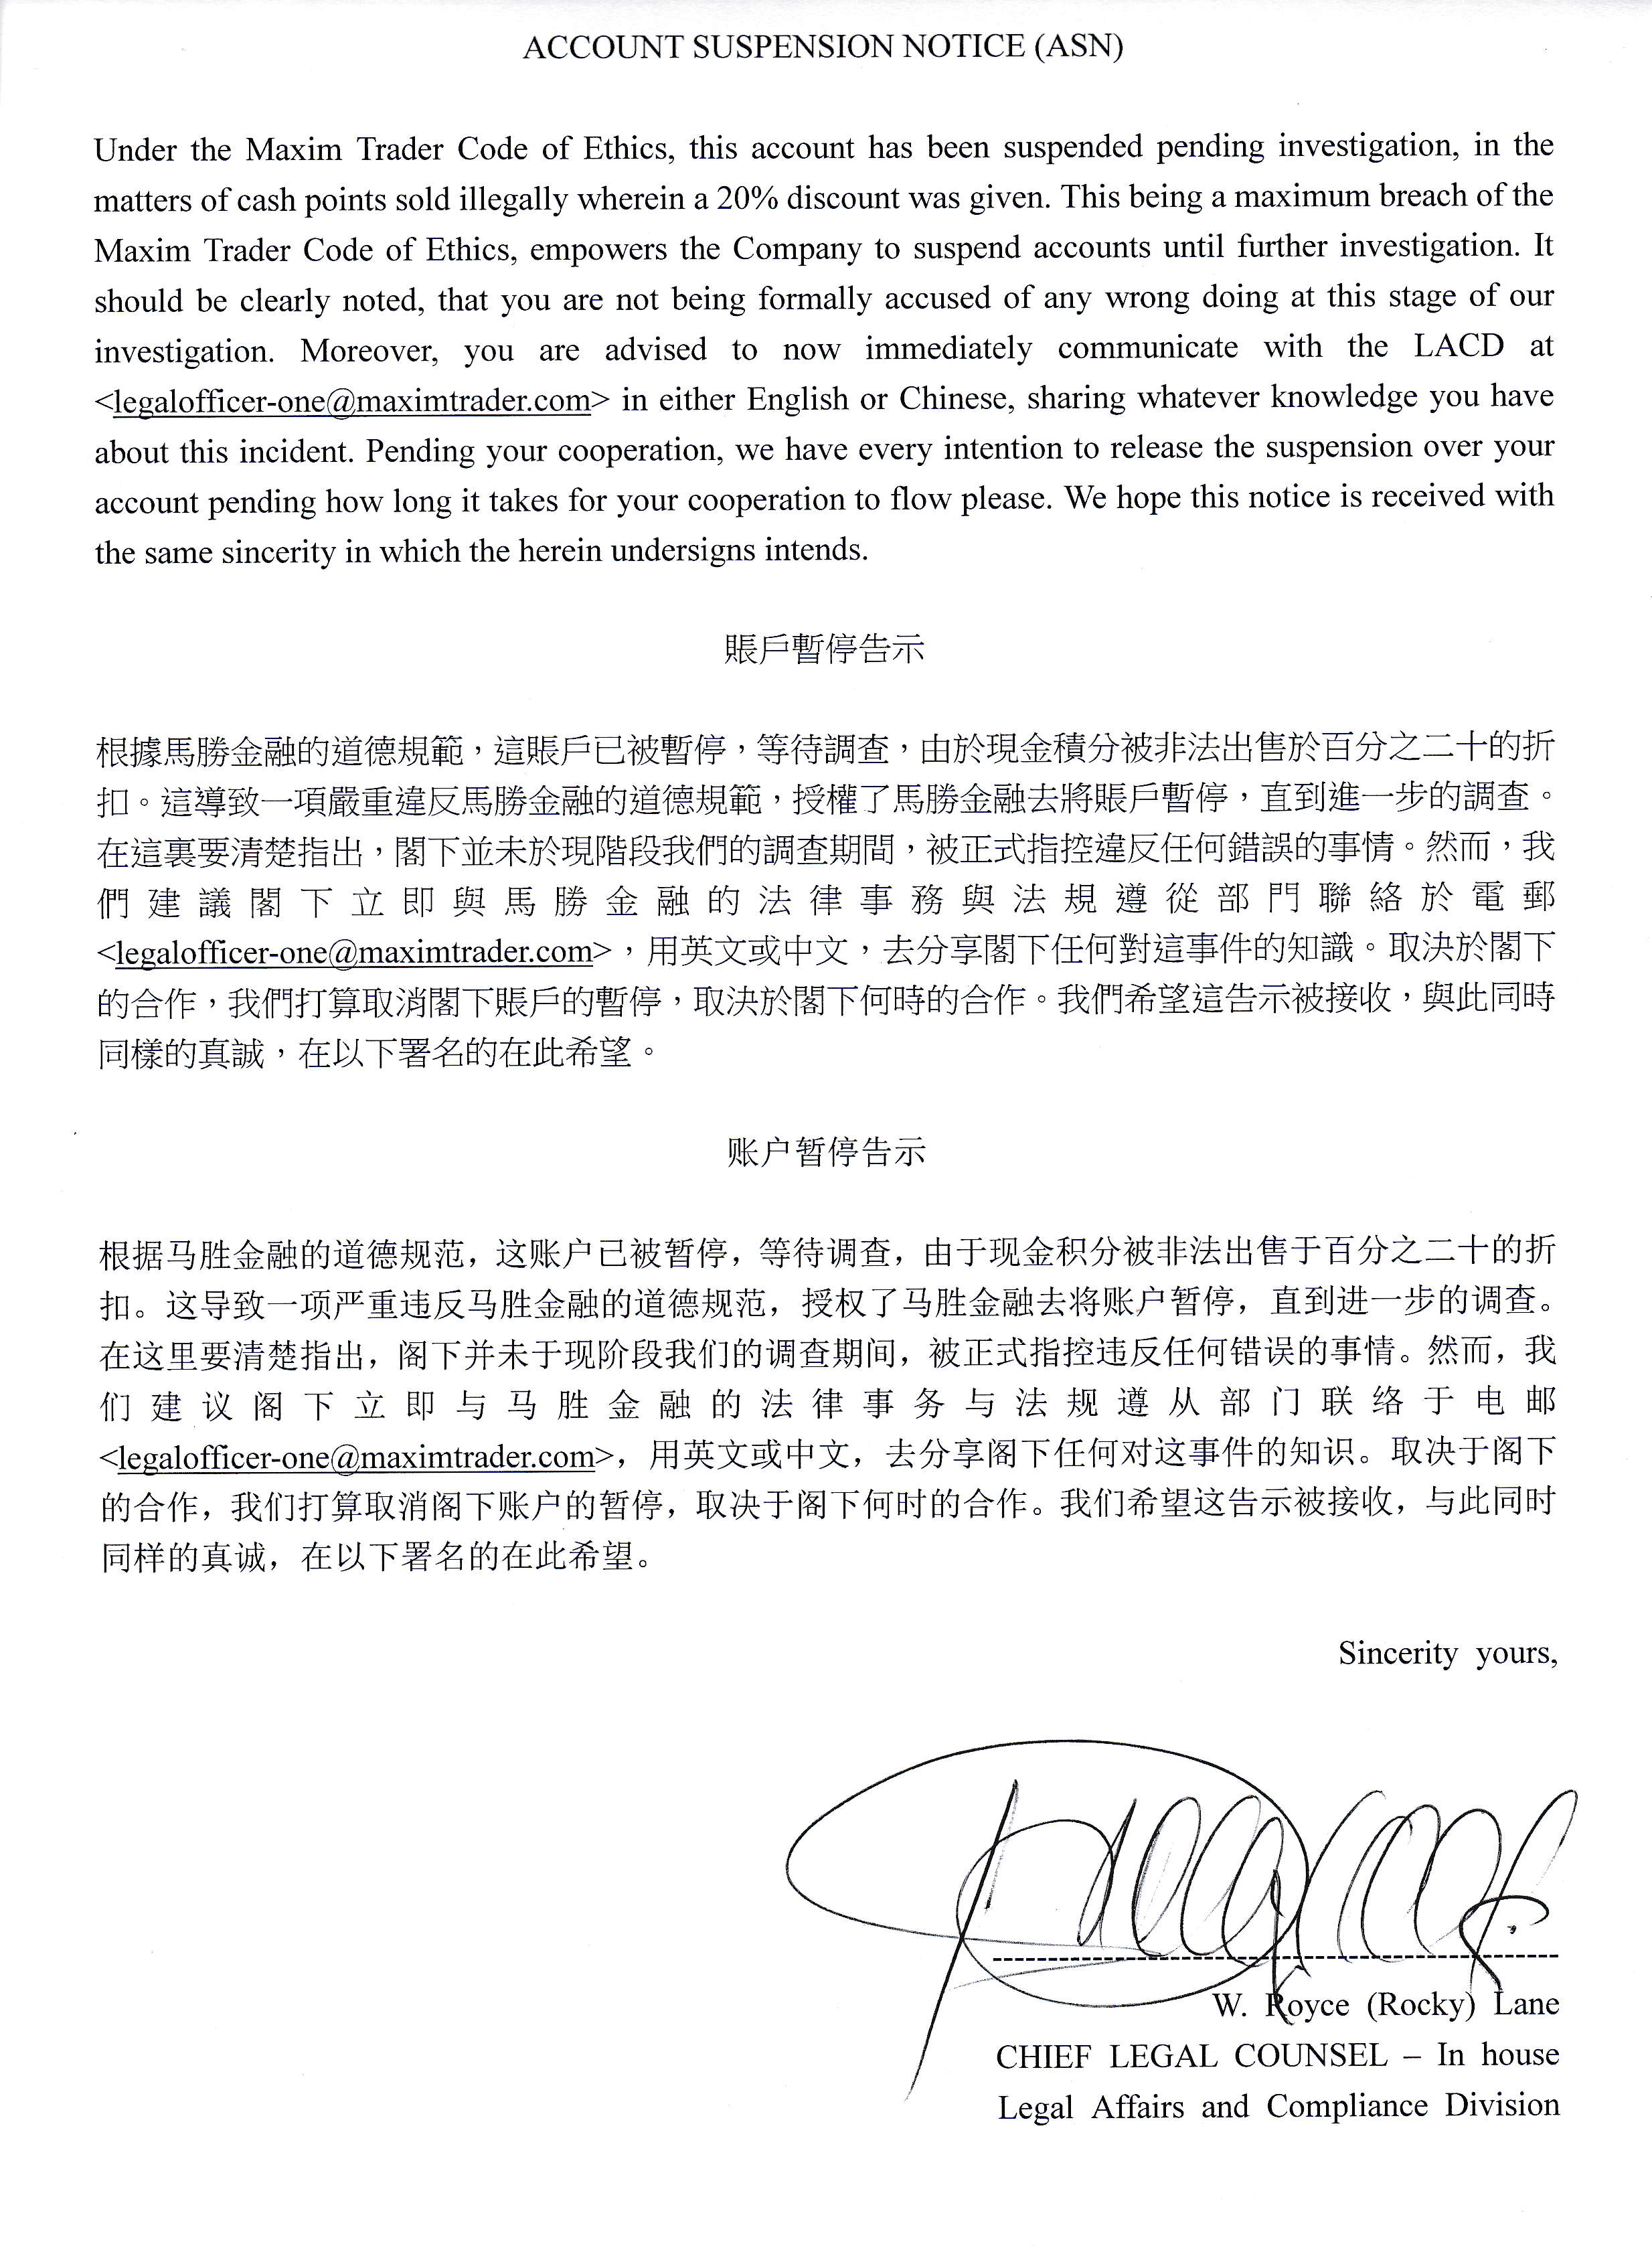 ACCOUNT SUSPENSION NOTICE (ASN)
Under the Maxim Trader Code of Ethics, this account has been suspended pending investigation, in the
matters of cash points sold illegally wherein a 20% discount was given. This being a maximum breach of the
Maxim Trader Code of Ethics, empowers the Company to suspend accounts until further investigation. It
should be clearly noted, that you are not being formally accused of any wrong doing at this stage of our
investigation. Moreover, you are advised to now immediately communicate with the LACD at
<legalofficer-one@maximtrader.com> in either English or Chinese, sharing whatever knowledge you have
about this incident. Pending your cooperation, we have every intention to release the suspension over your
account pending how long it takes for your cooperation to flow please. We hope this notice is received with
the same sincerity in which the herein undersigns intends.
賬戶暫停告示
根據馬勝金融的道德規範，這賬戶已被暫停，等待調查，由於現金積分被非法出售於百分之二十的折
扣。這導致一項嚴重違反馬勝金融的道德規範，授權了馬勝金融去將賬戶暫停，直到進一步的調查。
在這裏要清楚指出，閣下並未於現階段我們的調查期間，被正式指控違反任何錯誤的事情。然而，我
們建議閣下立即與馬勝金融的法律事務與法規遵從部門聯絡於電郵
<legalofficer-one@maximtrader.com>，用英文或中文，去分享閣下任何對這事件的知識。取決於閣下
的合作，我們打算取消閣下賬戶的暫停，取決於閣下何時的合作。我們希望這告示被接收，與此同時
同樣的真誠，在以下署名的在此希望。
账户暂停告示
根据马胜金融的道德规范，这账户已被暂停，等待调查，由于现金积分被非法出售于百分之二十的折
扣。这导致一项严重违反马胜金融的道德规范，授权了马胜金融去将账户暂停，直到进一步的调查。
在这里要清楚指出，阁下并未于现阶段我们的调查期间，被正式指控违反任何错误的事情。然而，我
们建议阁下立即与马胜金融的法律事务与法规遵从部门联络于电邮
<legalofficer-one@maximtrader.com>，用英文或中文，去分享阁下任何对这事件的知识。取决于阁下
的合作，我们打算取消阁下账户的暂停，取决于阁下何时的合作。我们希望这告示被接收，与此同时
同样的真诚，在以下署名的在此希望。
Sincerity yours,
W. Royce (Rocky) Lane
CHIEF LEGAL COUNSEL – In house
Legal Affairs and Compliance Division